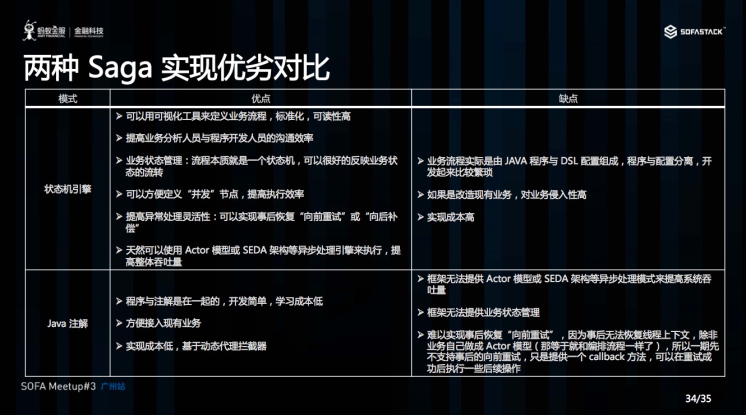 蚂蚁金服
ANT FINANCIAL
金融科技
FINANCIAL TECHNOLOGY
SOFASTACK
两种 Saga 实现优劣对比
模式
优点
缺点
状态机引擎
➤ 可以用可视化工具来定义业务流程，标准化，可读性高
➤ 提高业务分析人员与程序开发人员的沟通效率
➤ 业务状态管理：流程本质就是一个状态机，可以很好的反映业务状
态的流转
➤ 可以方便定义“并发”节点，提高执行效率
➤ 提高异常处理灵活性：可以实现事后恢复“向前重试”或“向后补
偿”
➤ 天然可以使用 Actor 模型或 SEDA 架构等异步处理引擎来执行，提
高整体吞吐量
➤ 业务流程实际是由 JAVA 程序与 DSL 配置组成，程序与配置分离，开
发起来比较繁琐
➤ 如果是改造现有业务，对业务侵入性高
➤ 实现成本高
Java 注解
➤ 程序与注解是在一起的，开发简单，学习成本低
➤ 方便接入现有业务
➤ 实现成本低，基于动态代理拦截器
➤ 框架无法提供 Actor 模型或 SEDA 架构等异步处理模式来提高系统吞
吐量
➤ 框架无法提供业务状态管理
➤ 难以实现事后恢复“向前重试”，因为事后无法恢复线程上下文，除非
业务自己做成 Actor 模型（那等于就和编排流程一样了），所以一期先
不支持事后的向前重试，只是提供一个 callback 方法，可以在重试成
功后执行一些后续操作
SOFA Meetup#3 广州站
34/35